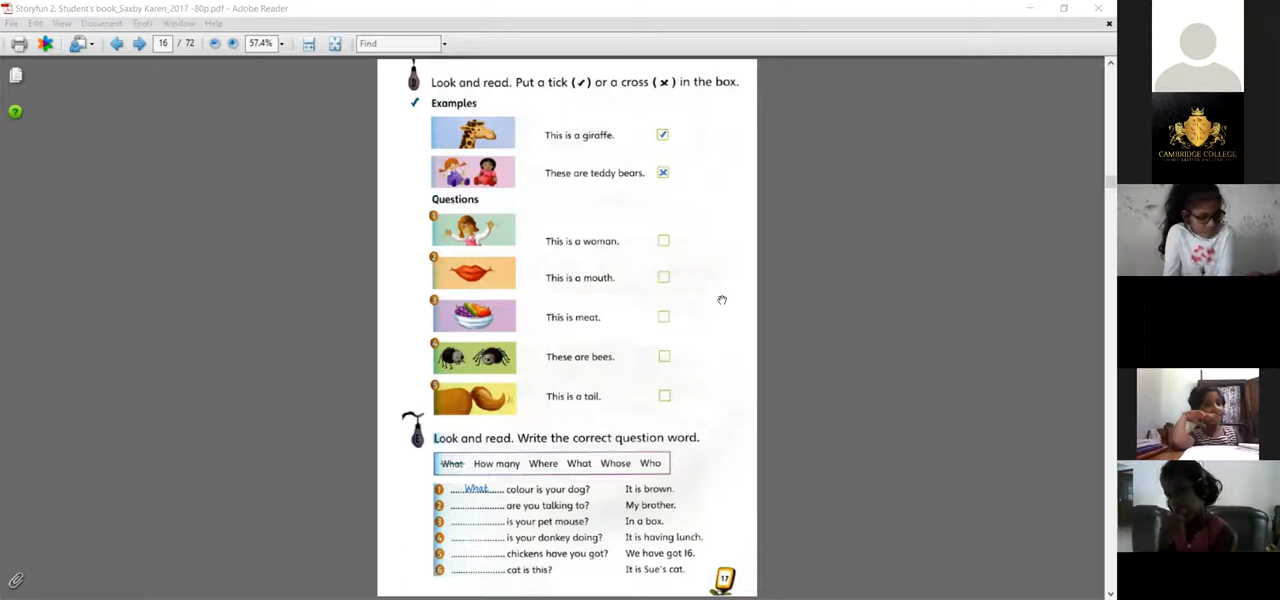 Storyfun 2. Student's book_Saxby Karen_2017 -80p.pdf - Adobe Reader
File Edit View Document Tools Window Help
16 / 72 57.4% Find
D Look and read. Put a tick (✓) or a cross (✗) in the box.
Examples
This is a giraffe.
These are teddy bears.
Questions
1 This is a woman.
2 This is a mouth.
3 This is meat.
4 These are bees.
5 This is a tail.
E Look and read. Write the correct question word.
What How many Where What Whose Who
1 What colour is your dog? It is brown.
2 are you talking to? My brother.
3 is your pet mouse? In a box.
4 is your donkey doing? It is having lunch.
5 chickens have you got? We have got 16.
6 cat is this? It is Sue's cat.
17
CAMBRIDGE COLLEGE